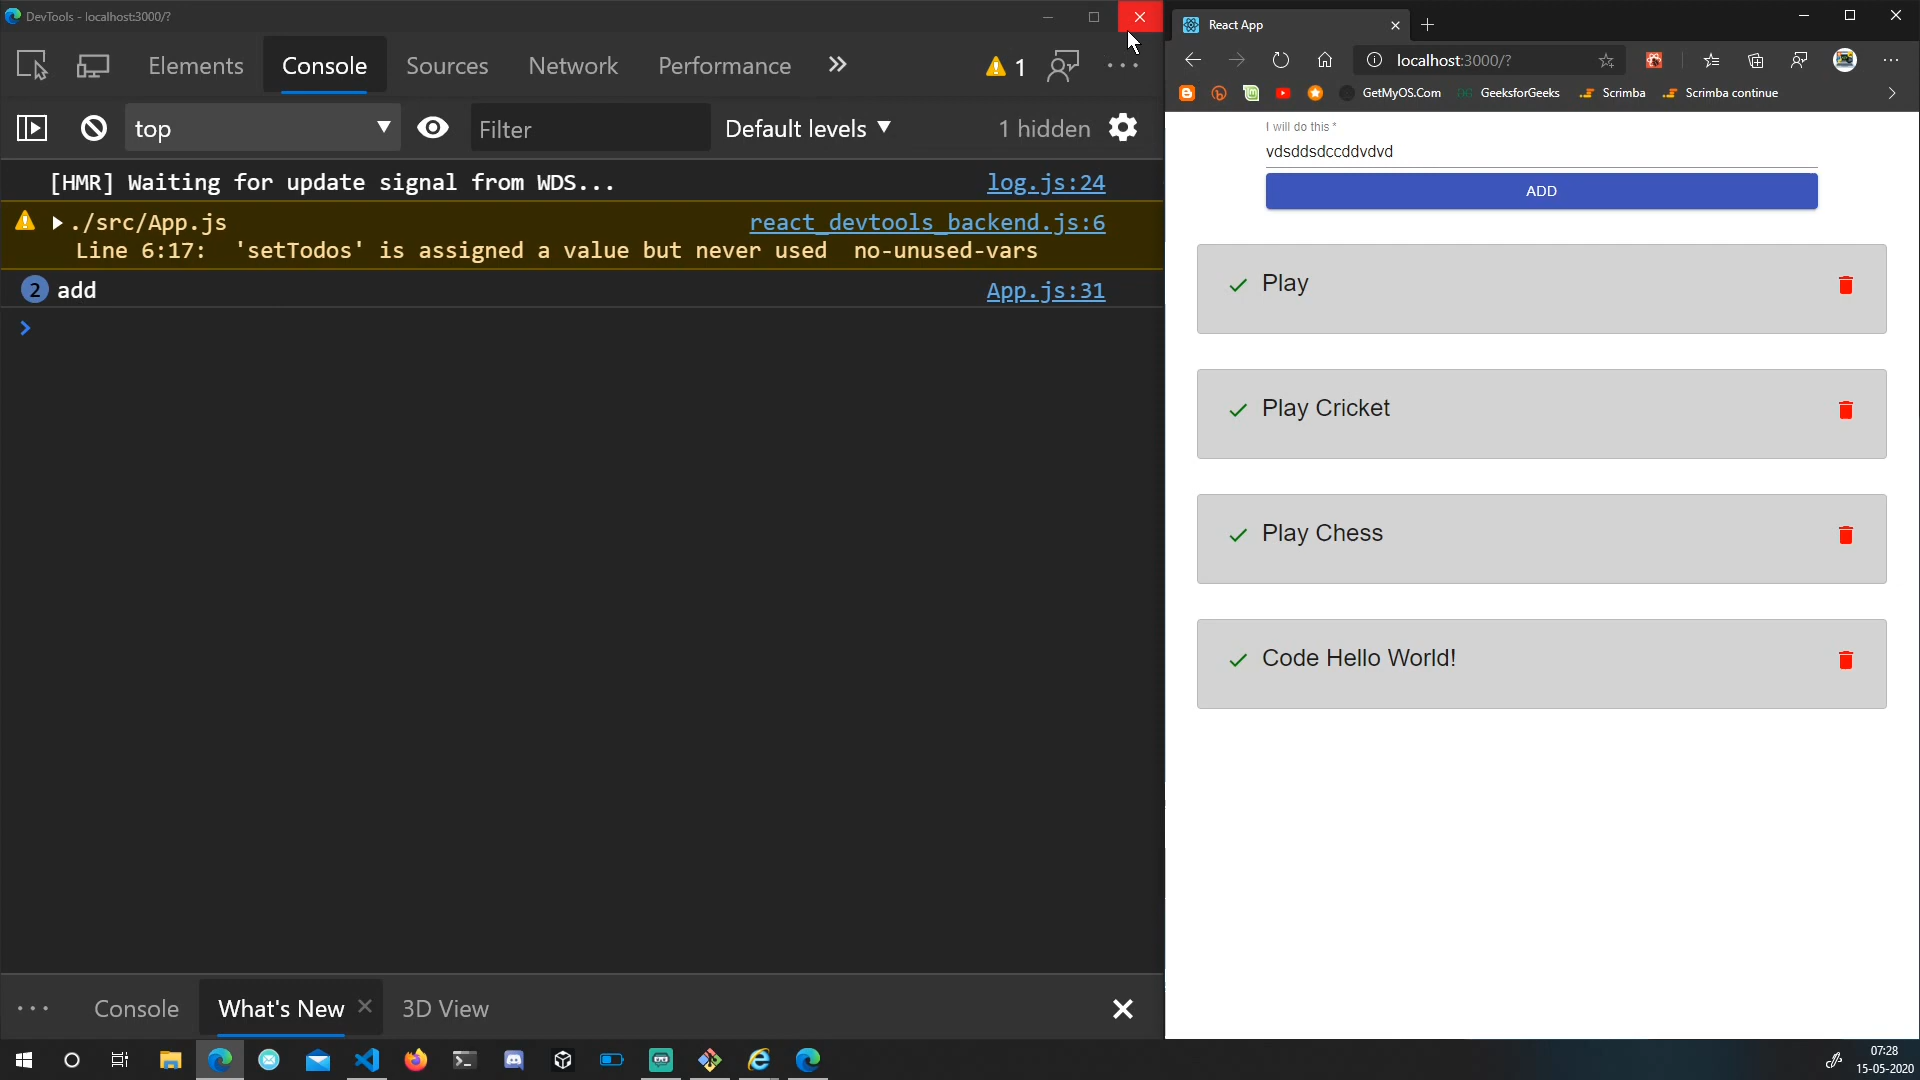 DevTools - localhost:3000/?
Elements
Console
Sources
Network
Performance
1
top
Filter
Default levels
1 hidden
[HMR] Waiting for update signal from WDS...
log.js:24
./src/App.js
react_devtools_backend.js:6
Line 6:17:  'setTodos' is assigned a value but never used  no-unused-vars
2 add
App.js:31
Console
What's New
3D View
React App
localhost:3000/?
GetMyOS.Com
GeeksforGeeks
Scrimba
Scrimba continue
I will do this *
vdsddsdccddvdvd
ADD
Play
Play Cricket
Play Chess
Code Hello World!
07:28
15-05-2020